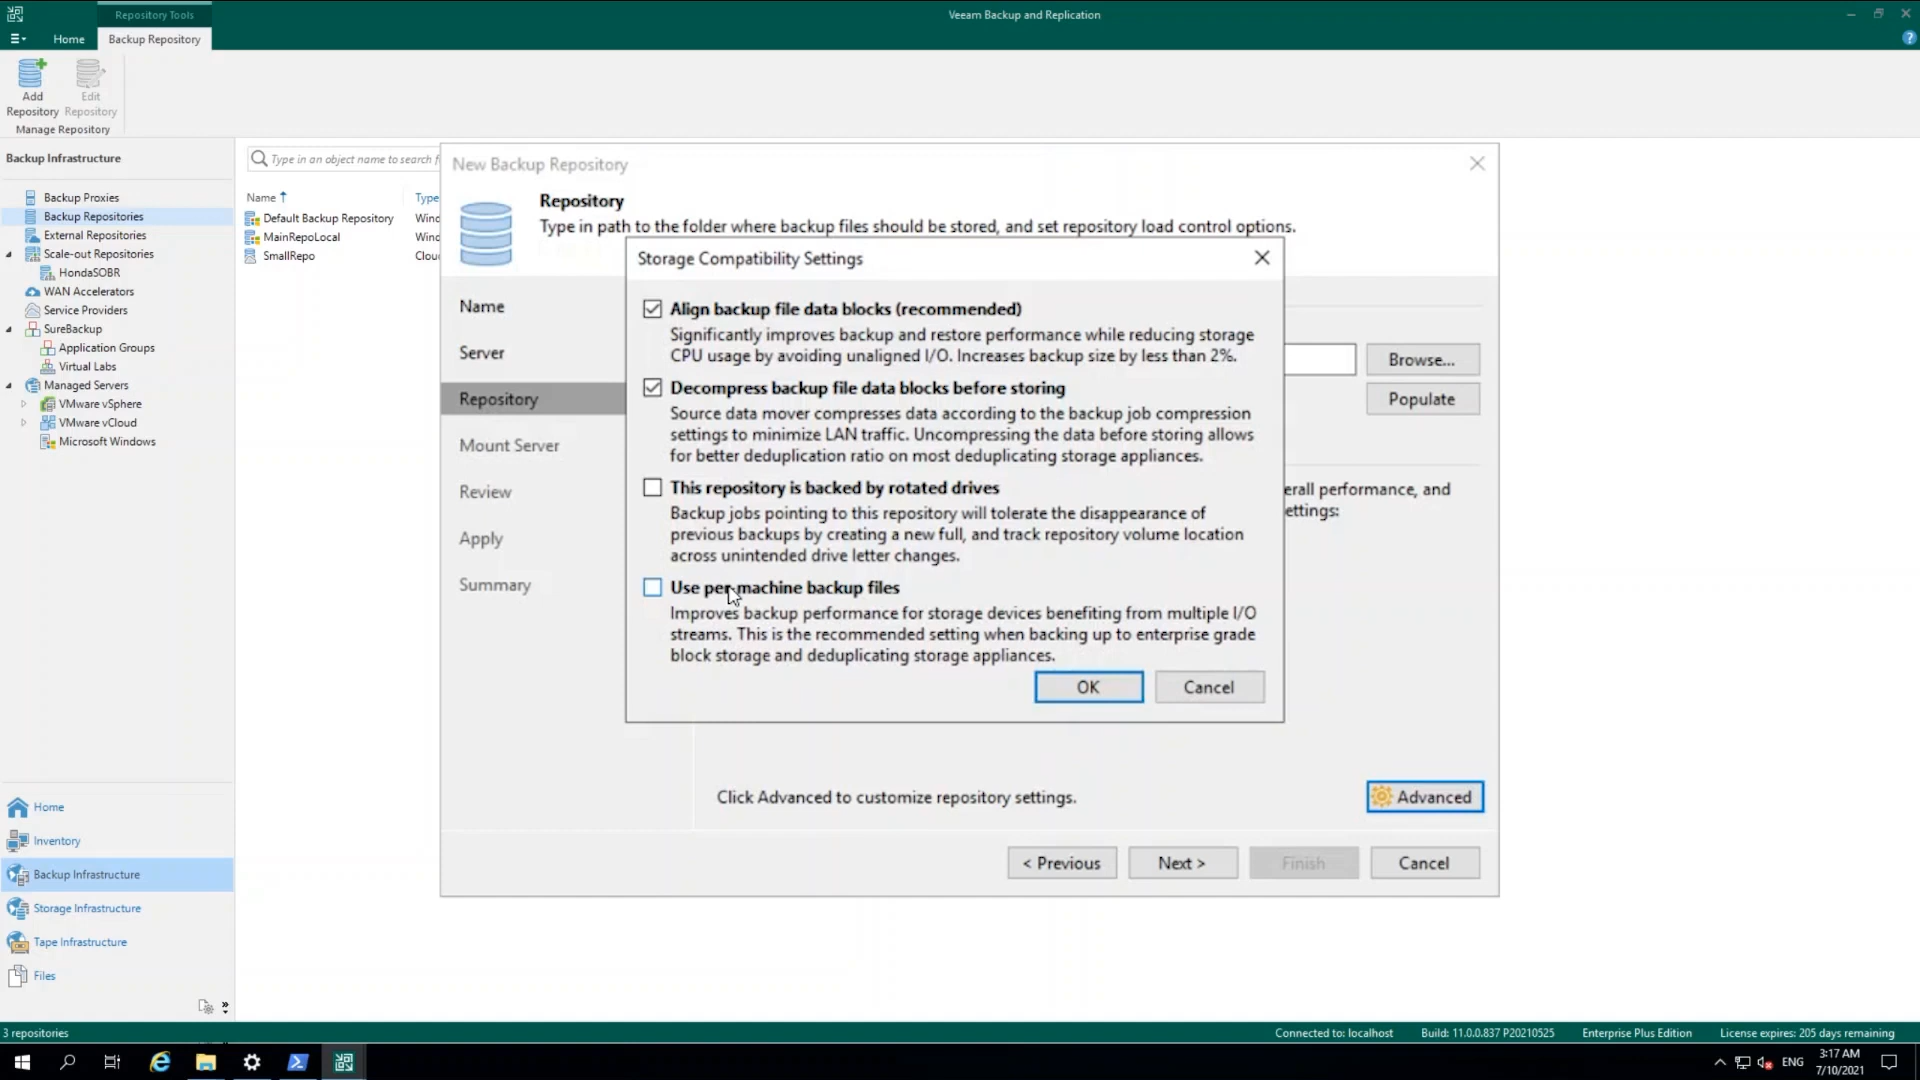 Repository Tools
Veeam Backup and Replication
Home
Backup Repository
Add
Repository
Edit
Repository
Manage Repository
Backup Infrastructure
Backup Proxies
Backup Repositories
External Repositories
Scale-out Repositories
HondaSOBR
WAN Accelerators
Service Providers
SureBackup
Application Groups
Virtual Labs
Managed Servers
VMware vSphere
VMware vCloud
Microsoft Windows
Type in an object name to search f
Name
Type
Default Backup Repository
Wind
MainRepoLocal
Wind
SmallRepo
Clou
New Backup Repository
Repository
Type in path to the folder where backup files should be stored, and set repository load control options.
Name
Server
Repository
Mount Server
Review
Apply
Summary
Storage Compatibility Settings
Align backup file data blocks (recommended)
Significantly improves backup and restore performance while reducing storage
CPU usage by avoiding unaligned I/O. Increases backup size by less than 2%.
Decompress backup file data blocks before storing
Source data mover compresses data according to the backup job compression
settings to minimize LAN traffic. Uncompressing the data before storing allows
for better deduplication ratio on most deduplicating storage appliances.
This repository is backed by rotated drives
Backup jobs pointing to this repository will tolerate the disappearance of
previous backups by creating a new full, and track repository volume location
across unintended drive letter changes.
Use per-machine backup files
Improves backup performance for storage devices benefiting from multiple I/O
streams. This is the recommended setting when backing up to enterprise grade
block storage and deduplicating storage appliances.
OK
Cancel
Browse...
Populate
erall performance, and
ettings:
Click Advanced to customize repository settings.
Advanced
< Previous
Next >
Finish
Cancel
Home
Inventory
Backup Infrastructure
Storage Infrastructure
Tape Infrastructure
Files
3 repositories
Connected to: localhost
Build: 11.0.0.837 P20210525
Enterprise Plus Edition
License expires: 205 days remaining
ENG
3:17 AM
7/10/2021